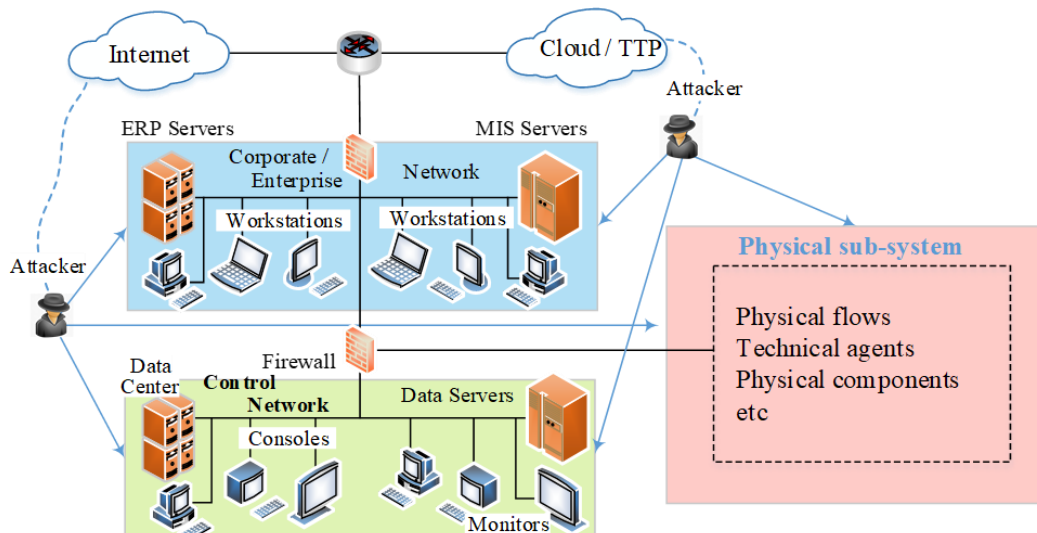 Internet
Cloud / TTP
Attacker
ERP Servers
MIS Servers
Corporate /
Enterprise
Network
Workstations
Workstations
Attacker
Physical sub-system
Physical flows
Technical agents
Physical components
etc
Firewall
Data
Center
Control
Network
Data Servers
Consoles
Monitors